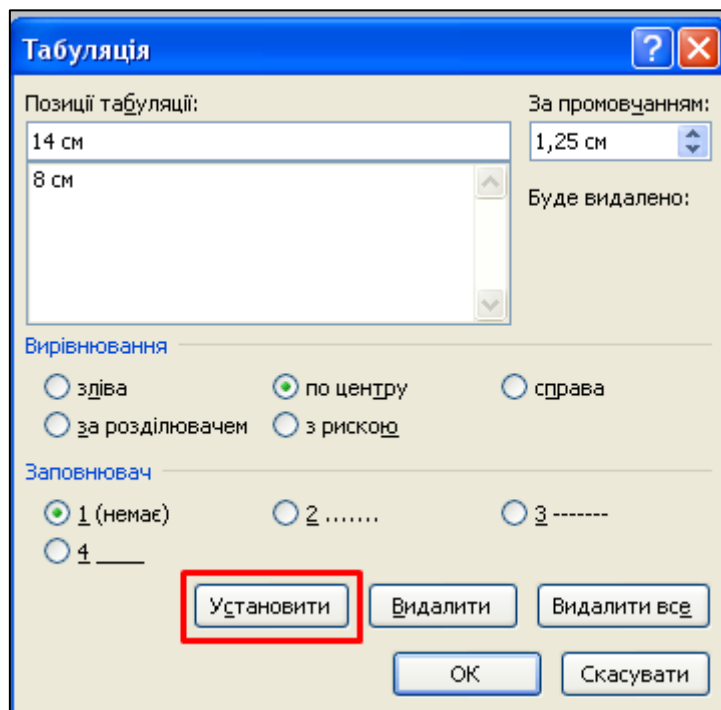 Табуляція
Позиції табуляції: За промовчанням:
14 см 1,25 см
8 см
Буде видалено:
Вирівнювання
зліва по центру справа
за розділювачем з рискою
Заповнювач
1 (немає) 2 ....... 3 -------
4 ____
Установити Видалити Видалити все
ОК Скасувати